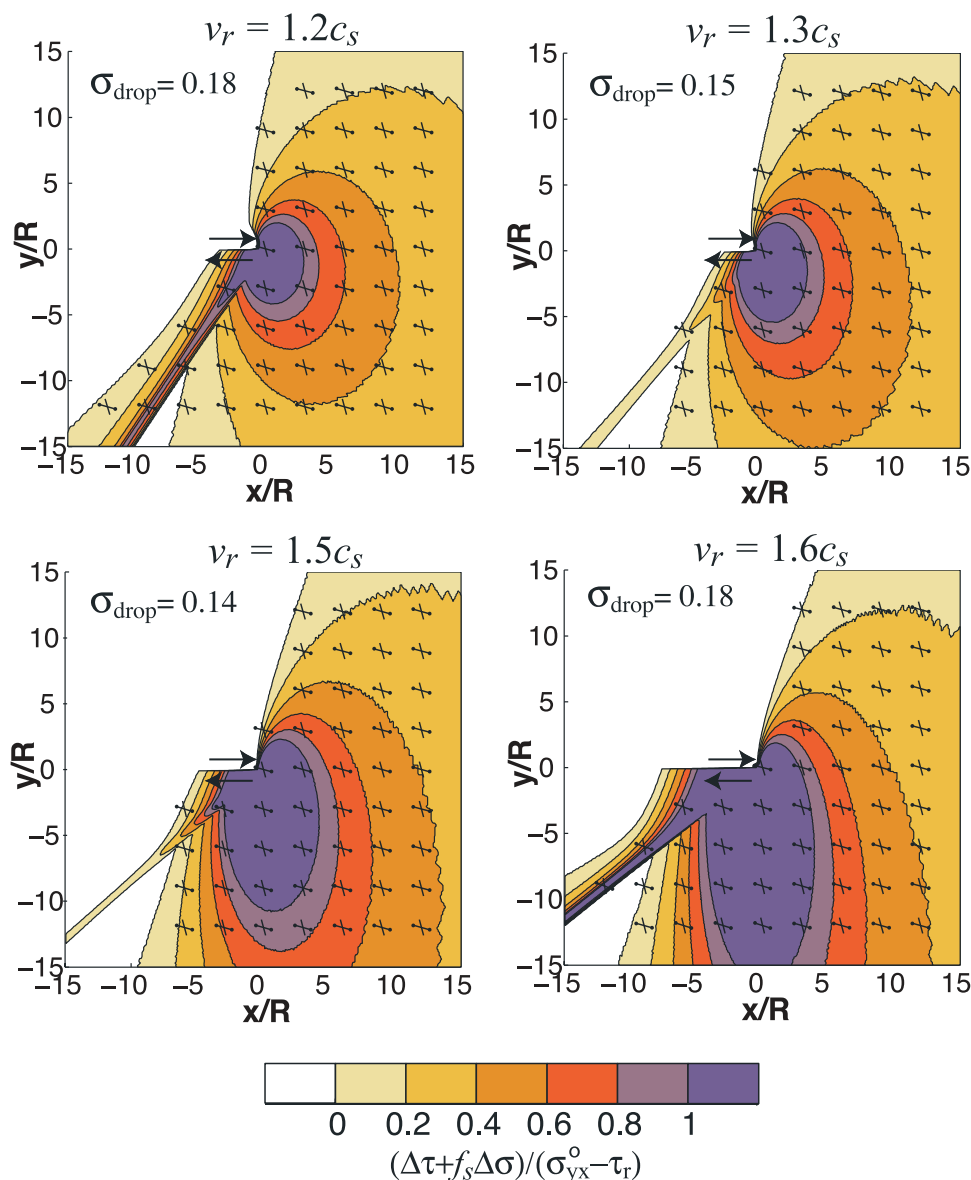 v_r = 1.2c_s
σ_drop = 0.18
15
10
5
0
−5
−10
−15
y/R
−15 −10 −5 0 5 10 15
x/R
v_r = 1.3c_s
σ_drop = 0.15
15
10
5
0
−5
−10
−15
y/R
−10 −5 0 5 10 15
x/R
v_r = 1.5c_s
σ_drop = 0.14
15
10
5
0
−5
−10
−15
y/R
−15 −10 −5 0 5 10 15
x/R
v_r = 1.6c_s
σ_drop = 0.18
15
10
5
0
−5
−10
−15
y/R
−15 −10 −5 0 5 10 15
x/R
0 0.2 0.4 0.6 0.8 1
(Δτ+f_sΔσ)/(σ°_yx−τ_r)